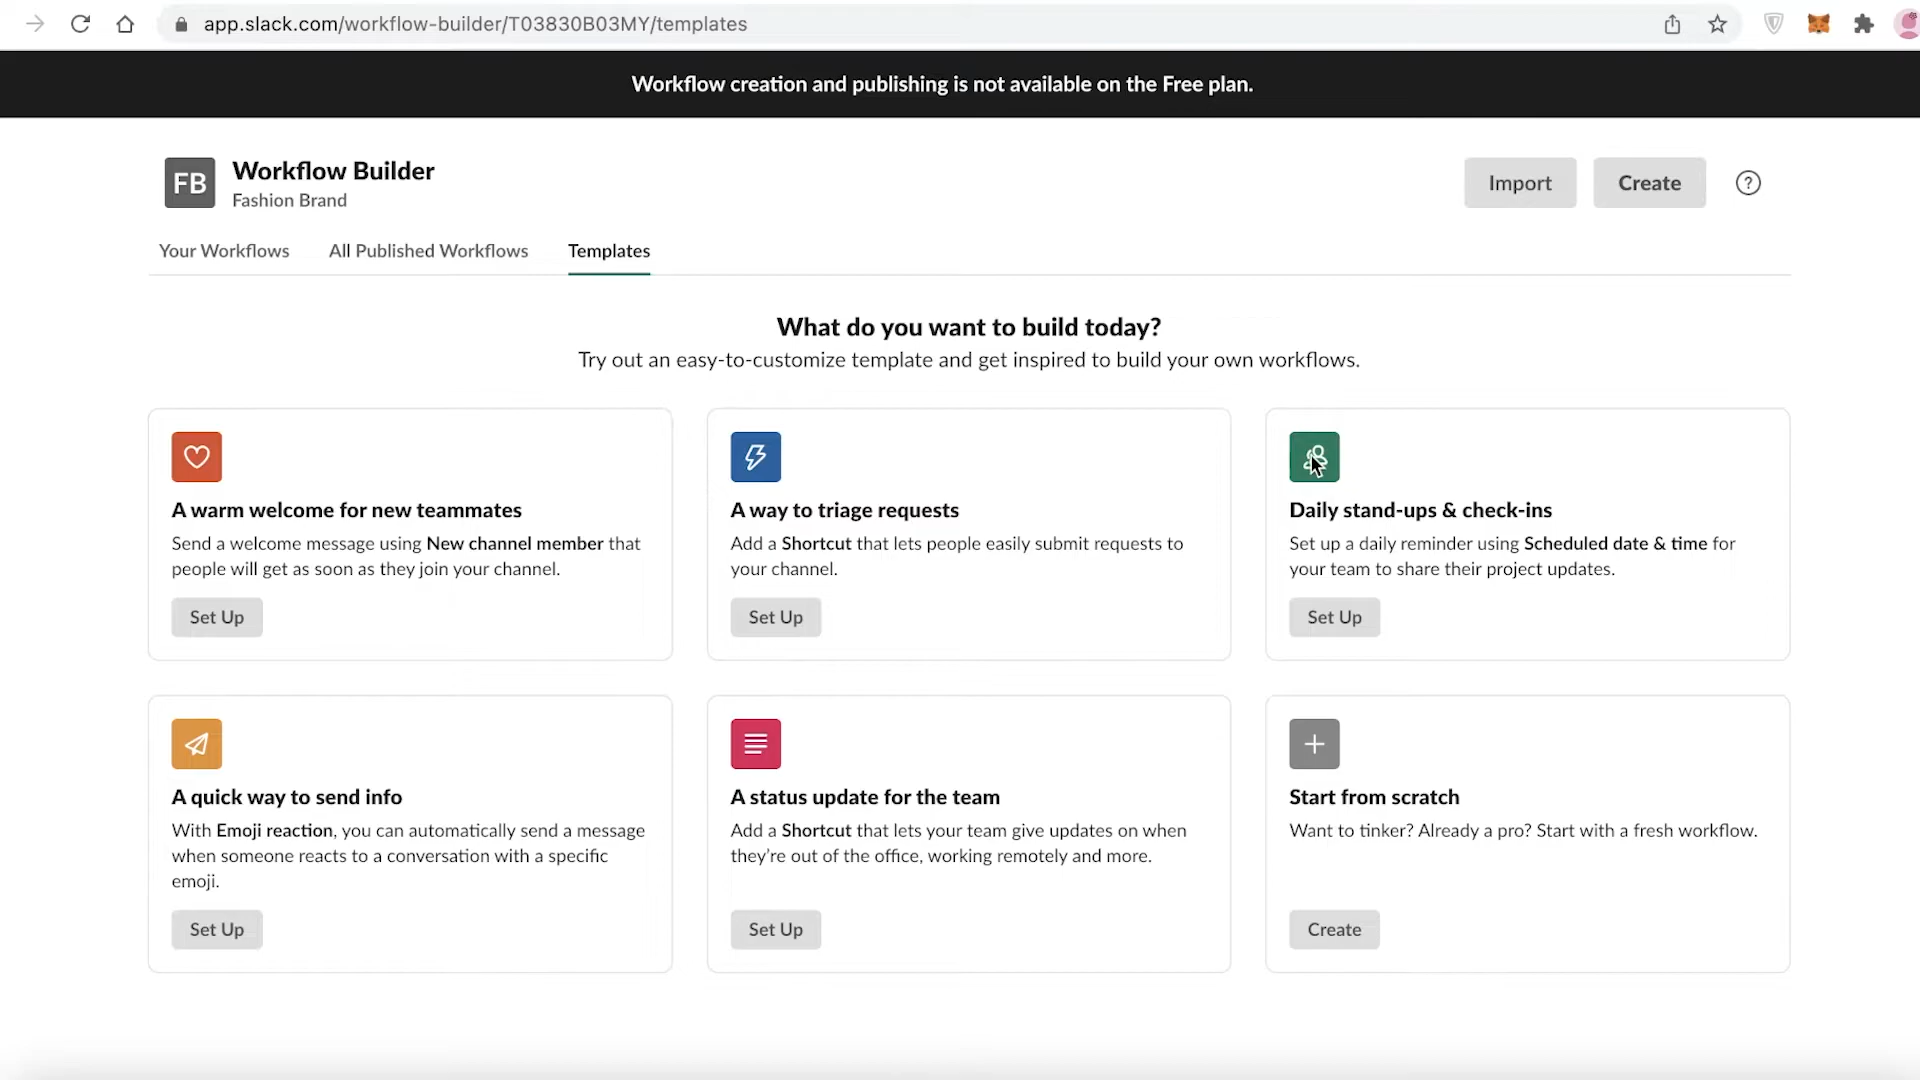 app.slack.com/workflow-builder/T03830B03MY/templates
Workflow creation and publishing is not available on the Free plan.
FB
Workflow Builder
Fashion Brand
Import
Create
?
Your Workflows
All Published Workflows
Templates
What do you want to build today?
Try out an easy-to-customize template and get inspired to build your own workflows.
A warm welcome for new teammates
Send a welcome message using New channel member that
people will get as soon as they join your channel.
Set Up
A way to triage requests
Add a Shortcut that lets people easily submit requests to
your channel.
Set Up
Daily stand-ups & check-ins
Set up a daily reminder using Scheduled date & time for
your team to share their project updates.
Set Up
A quick way to send info
With Emoji reaction, you can automatically send a message
when someone reacts to a conversation with a specific
emoji.
Set Up
A status update for the team
Add a Shortcut that lets your team give updates on when
they're out of the office, working remotely and more.
Set Up
Start from scratch
Want to tinker? Already a pro? Start with a fresh workflow.
Create